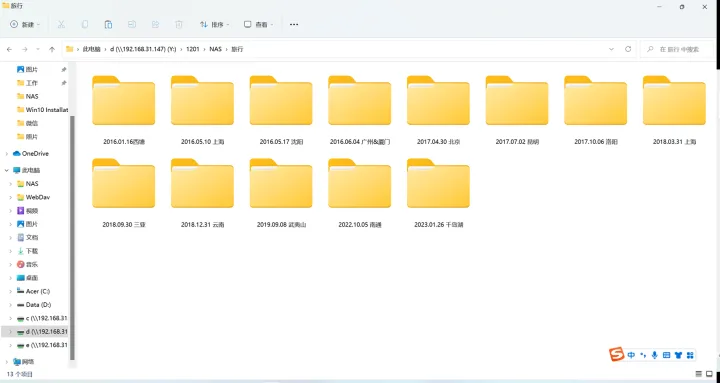 旅行
新建
排序
查看
此电脑 > d (\\192.168.31.147) (Y:) > 1201 > NAS > 旅行
在 旅行 中搜索
图片
工作
NAS
Win10 Installat
微信
照片
OneDrive
此电脑
NAS
WebDav
视频
图片
文档
下载
音乐
桌面
Acer (C:)
Data (D:)
c (\\192.168.31
d (\\192.168.31
e (\\192.168.31
网络
2016.01.16西塘
2016.05.10 上海
2016.05.17 沈阳
2016.06.04 广州&厦门
2017.04.30 北京
2017.07.02 昆明
2017.10.06 洛阳
2018.03.31 上海
2018.09.30 三亚
2018.12.31 云南
2019.09.08 武夷山
2022.10.05 南通
2023.01.26 千岛湖
中
13 个项目